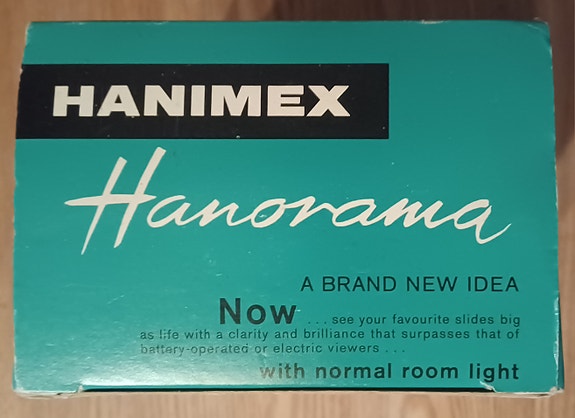 HANIMEX
Hanorama
A BRAND NEW IDEA
Now ... see your favourite slides big
as life with a clarity and brilliance that surpasses that of
battery-operated or electric viewers ...
with normal room light